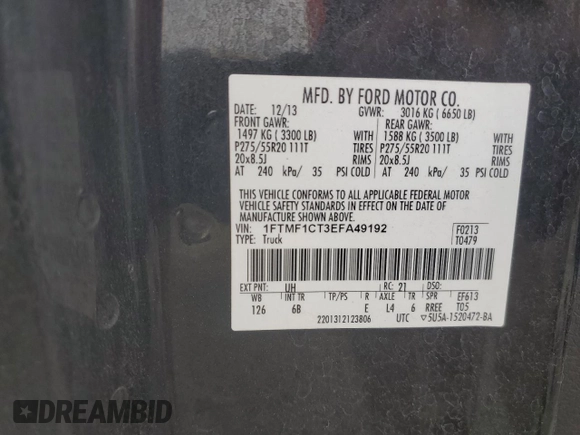 MFD. BY FORD MOTOR CO.
DATE: 12/13 GVWR: 3016 KG ( 6650 LB)
FRONT GAWR: REAR GAWR:
1497 KG ( 3300 LB) WITH 1588 KG ( 3500 LB) WITH
P275/55R20 111T TIRES P275/55R20 111T TIRES
20x8.5J RIMS 20x8.5J RIMS
AT 240 kPa/ 35 PSI COLD AT 240 kPa/ 35 PSI COLD
THIS VEHICLE CONFORMS TO ALL APPLICABLE FEDERAL MOTOR
VEHICLE SAFETY STANDARDS IN EFFECT ON THE DATE OF
MANUFACTURE SHOWN ABOVE.
VIN: 1FTMF1CT3EFA49192 F0213
TYPE: Truck T0479
EXT PNT: UH RC: 21 DSO:
WB INT TR TP/PS R AXLE TR SPR EF613
126 6B E L4 6 RREE T05
2201312123806 UTC ▽5U5A-1520472-BA
DREAMBID